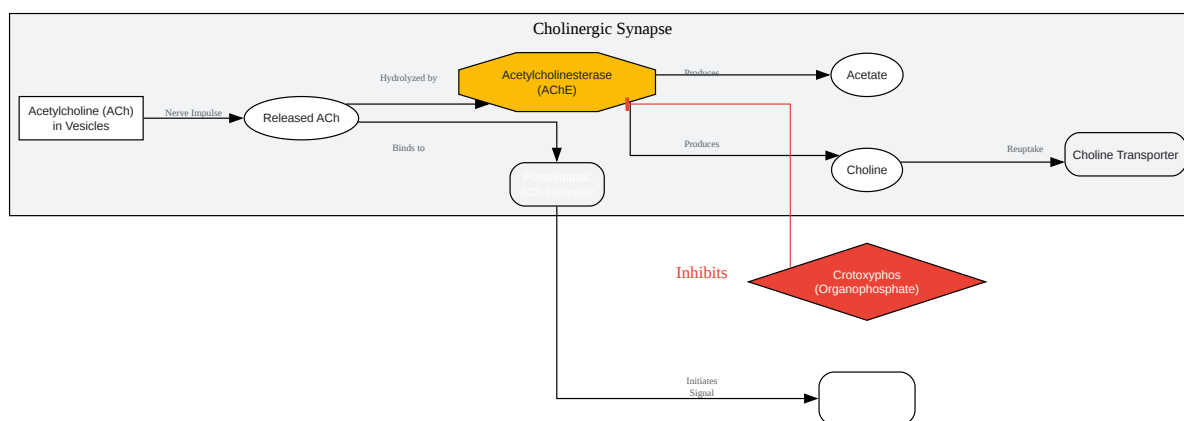 Cholinergic Synapse
Acetylcholine (ACh)
in Vesicles
Nerve Impulse
Released ACh
Hydrolyzed by
Binds to
Acetylcholinesterase
(AChE)
Produces
Acetate
Produces
Choline
Reuptake
Choline Transporter
Postsynaptic
ACh Receptor
Inhibits
Crotoxyphos
(Organophosphate)
Initiates
Signal